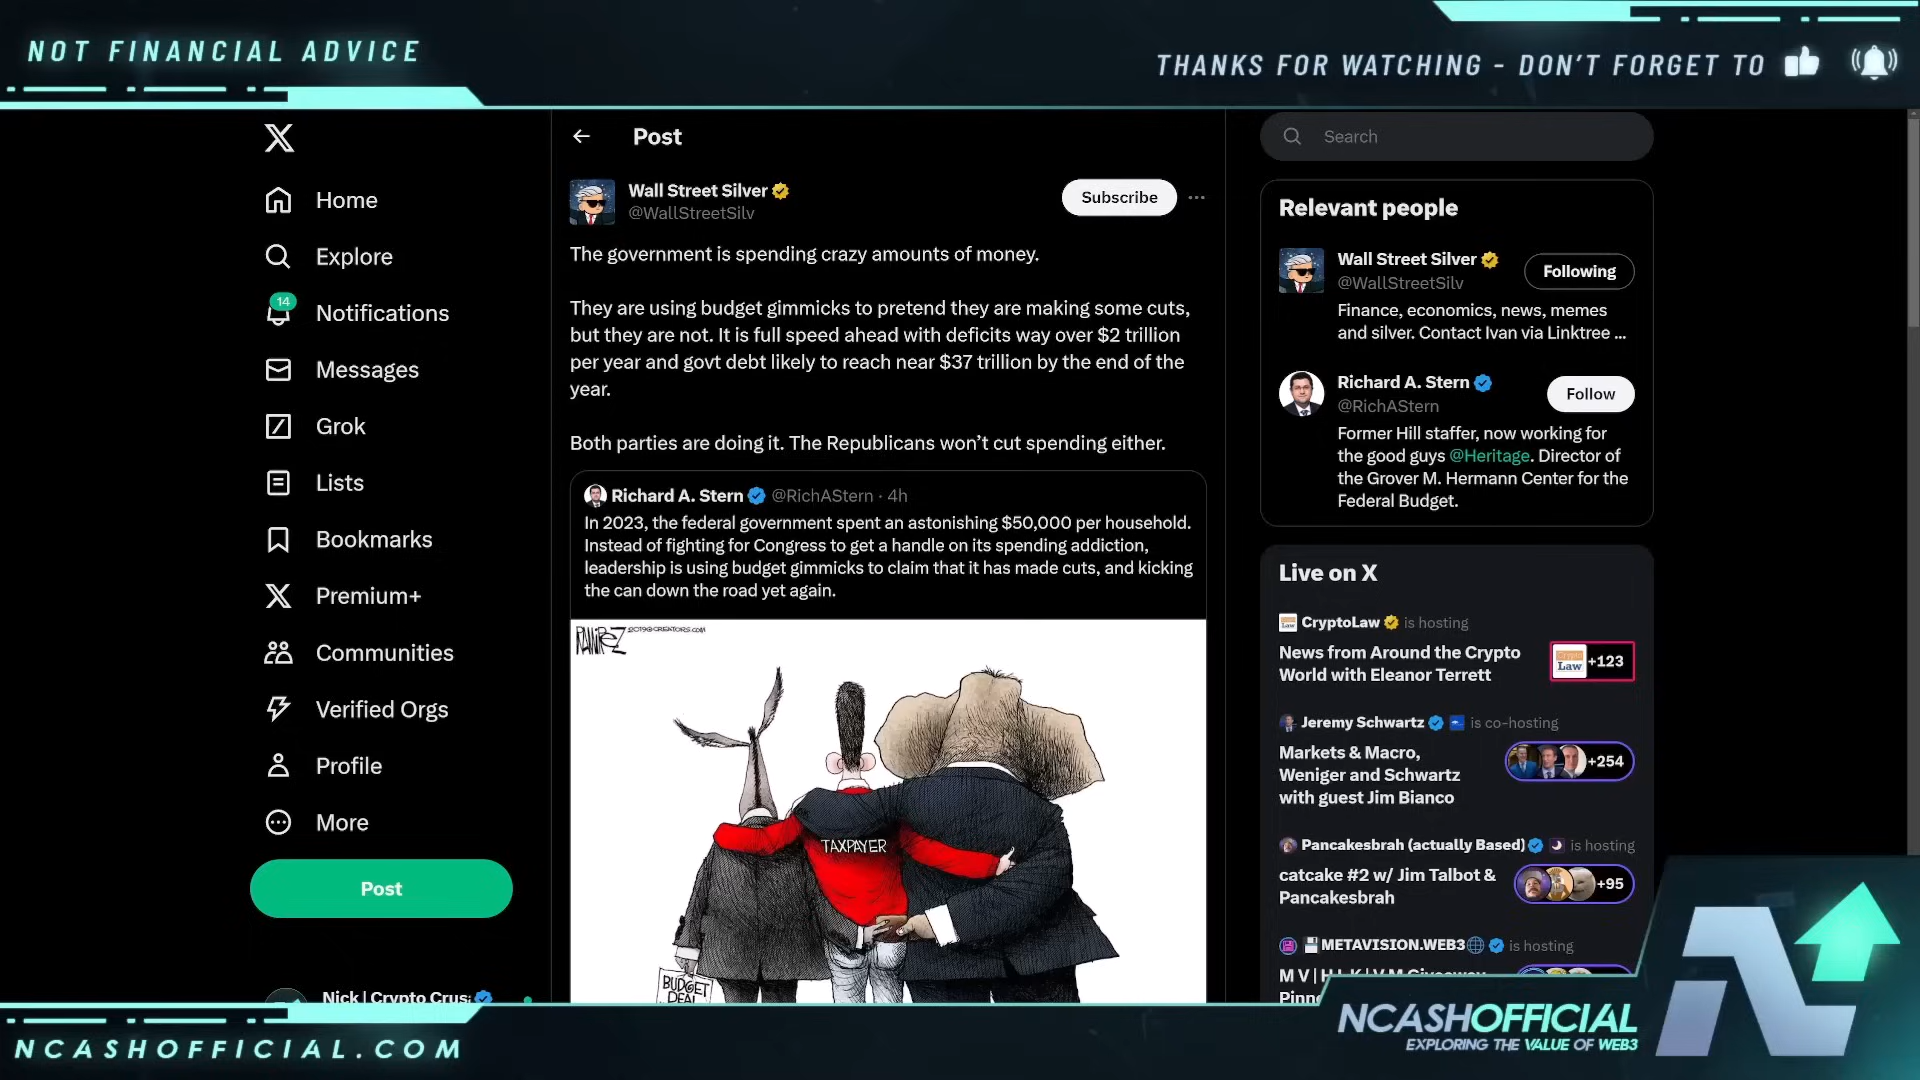 NOT FINANCIAL ADVICE
THANKS FOR WATCHING - DON'T FORGET TO
Home
Explore
14
Notifications
Messages
Grok
Lists
Bookmarks
Premium+
Communities
Verified Orgs
Profile
More
Post
Nick | Crypto Crus
Post
Wall Street Silver
@WallStreetSilv
Subscribe
The government is spending crazy amounts of money.
They are using budget gimmicks to pretend they are making some cuts,
but they are not. It is full speed ahead with deficits way over $2 trillion
per year and govt debt likely to reach near $37 trillion by the end of the
year.
Both parties are doing it. The Republicans won’t cut spending either.
Richard A. Stern @RichAStern · 4h
In 2023, the federal government spent an astonishing $50,000 per household.
Instead of fighting for Congress to get a handle on its spending addiction,
leadership is using budget gimmicks to claim that it has made cuts, and kicking
the can down the road yet again.
RAMIREZ 2019@CREATORS.COM
TAXPAYER
BUDGET
DEAL
Search
Relevant people
Wall Street Silver
@WallStreetSilv
Following
Finance, economics, news, memes
and silver. Contact Ivan via Linktree ...
Richard A. Stern
@RichAStern
Follow
Former Hill staffer, now working for
the good guys @Heritage. Director of
the Grover M. Hermann Center for the
Federal Budget.
Live on X
CryptoLaw is hosting
News from Around the Crypto
World with Eleanor Terrett
Law
+123
Jeremy Schwartz is co-hosting
Markets & Macro,
Weniger and Schwartz
with guest Jim Bianco
+254
Pancakesbrah (actually Based) is hosting
catcake #2 w/ Jim Talbot &
Pancakesbrah
+95
METAVISION.WEB3 is hosting
NCASHOFFICIAL.COM
NCASHOFFICIAL
EXPLORING THE VALUE OF WEB3